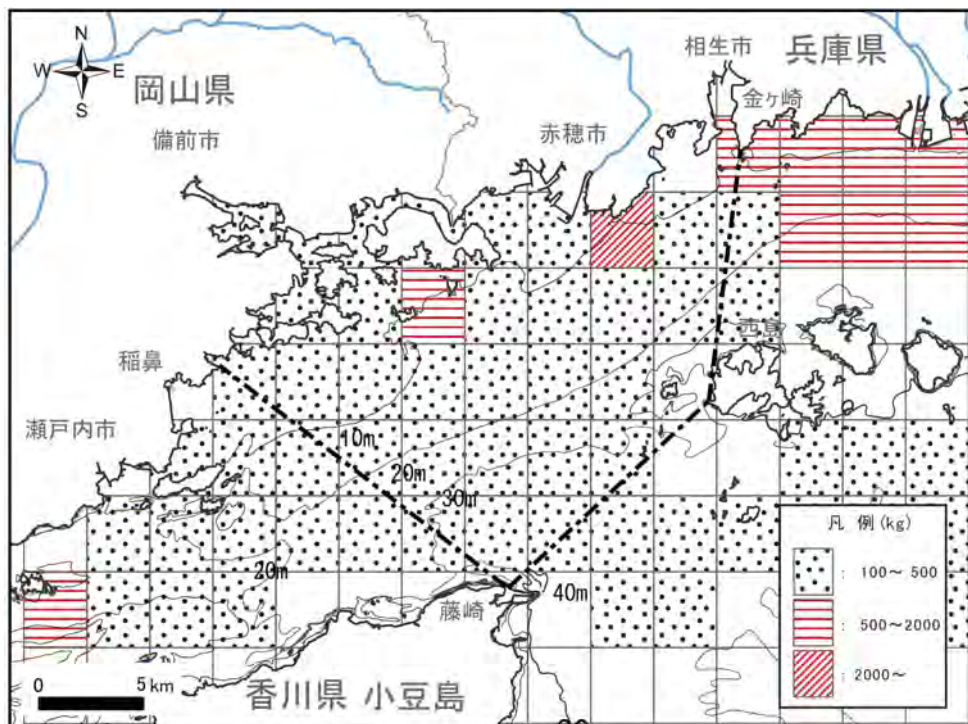 N
W E
S
岡山県
備前市
相生市
兵庫県
金ヶ崎
赤穂市
西島
稲鼻
瀬戸内市
10m
20m
30m
20m
40m
藤崎
香川県 小豆島
0 5km
凡 例(kg)
: 100～ 500
: 500～2000
: 2000～